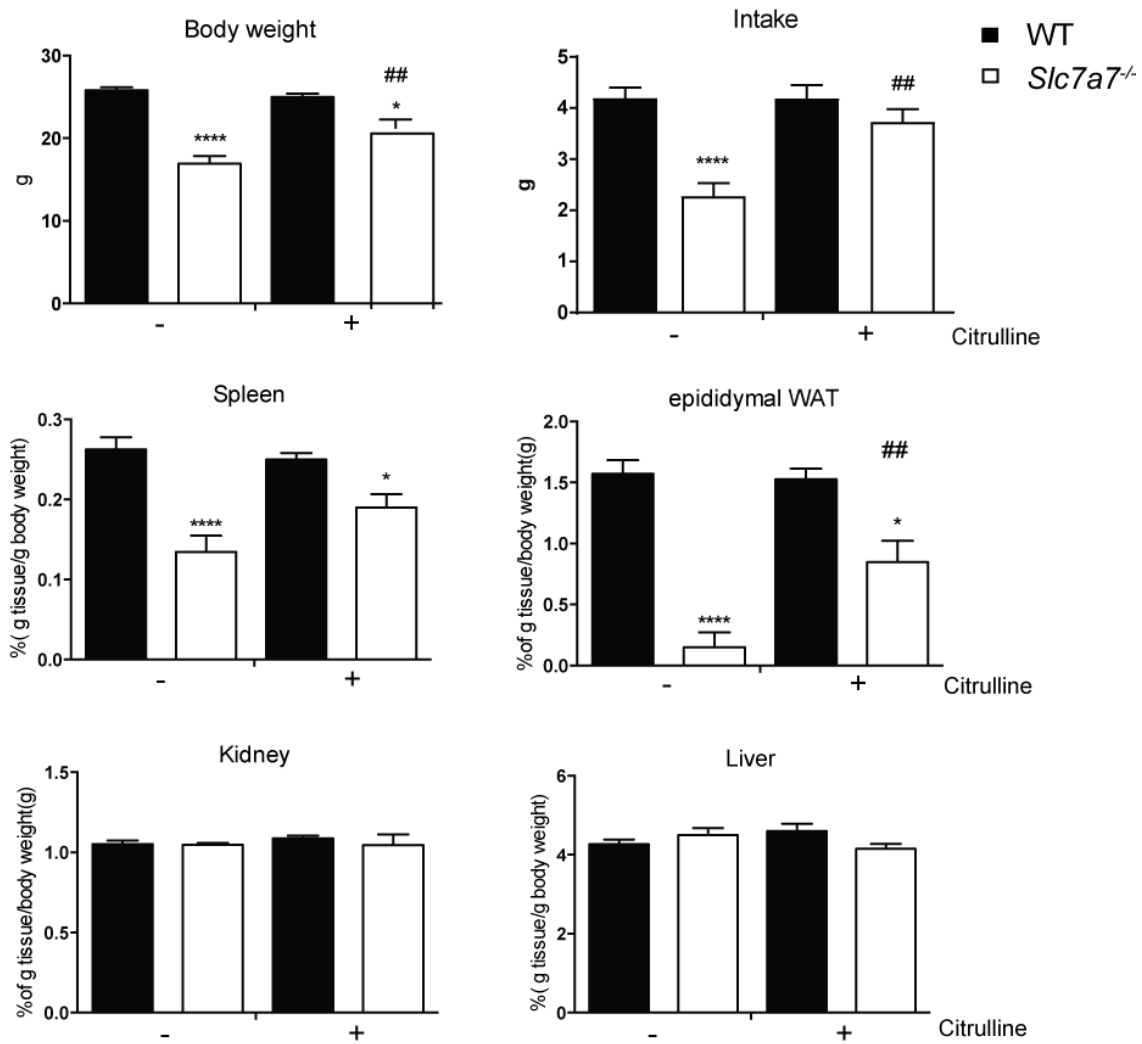 Body weight
30
20
10
0
g
****
##
*
-
+
Intake
5
4
3
2
1
0
g
****
##
-
+
Citrulline
WT
Slc7a7-/-
Spleen
0.3
0.2
0.1
0.0
%( g tissue/g body weight)
****
*
-
+
epididymal WAT
2.0
1.5
1.0
0.5
0.0
%of g tissue/body weight(g)
****
##
*
-
+
Citrulline
Kidney
1.5
1.0
0.5
0.0
%of g tissue/body weight(g)
-
+
Liver
6
4
2
0
%( g tissue/g body weight)
-
+
Citrulline